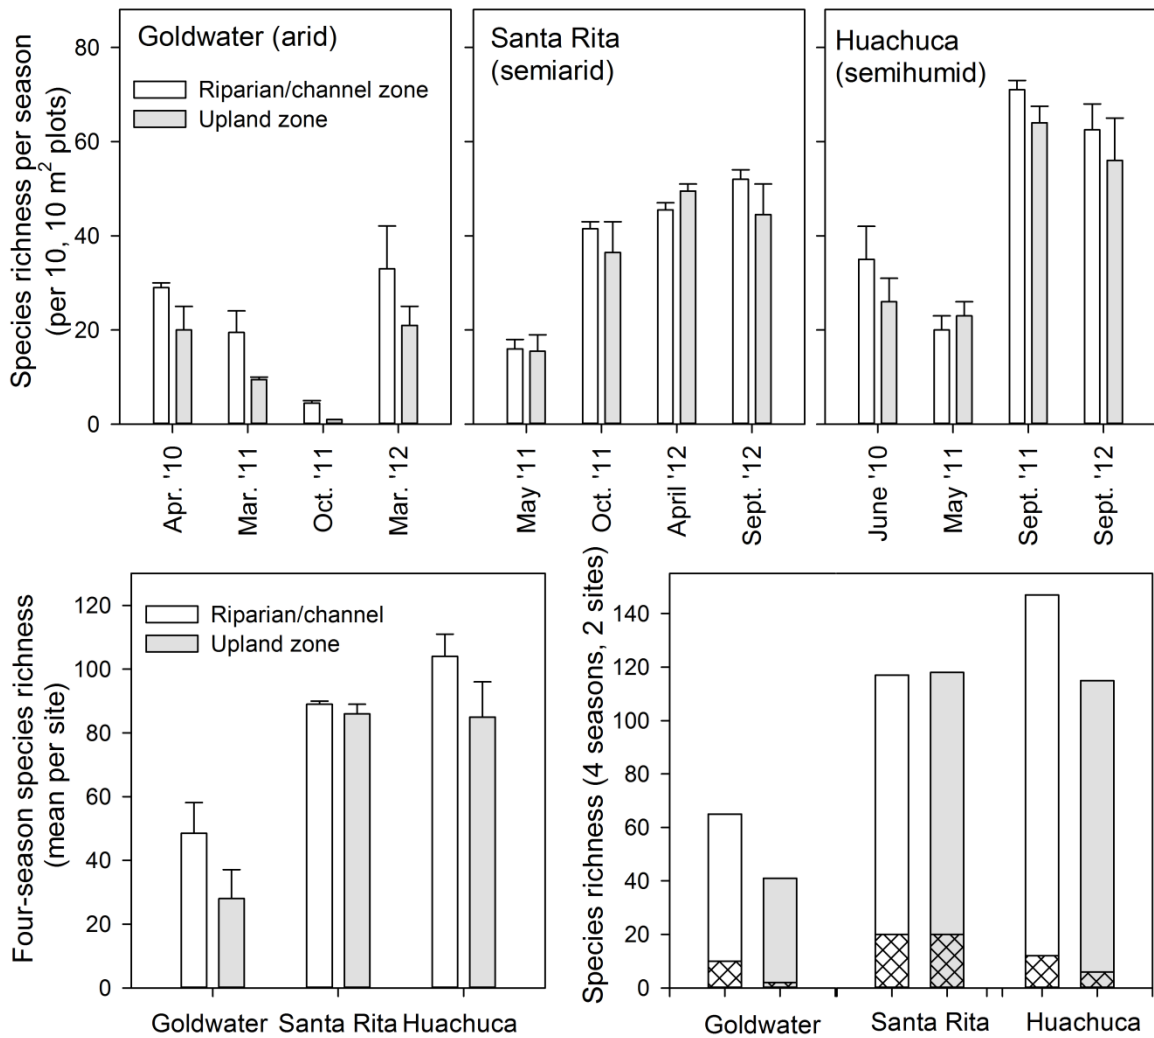 Species richness per season
(per 10, 10 m² plots)
80
60
40
20
0
Goldwater (arid)
Riparian/channel zone
Upland zone
Apr. '10
Mar. '11
Oct. '11
Mar. '12
Santa Rita
(semiarid)
May '11
Oct. '11
April '12
Sept. '12
Huachuca
(semihumid)
June '10
May '11
Sept. '11
Sept. '12
Four-season species richness
(mean per site)
120
100
80
60
40
20
0
Riparian/channel
Upland zone
Goldwater
Santa Rita
Huachuca
Species richness (4 seasons, 2 sites)
140
120
100
80
60
40
20
0
Goldwater
Santa Rita
Huachuca